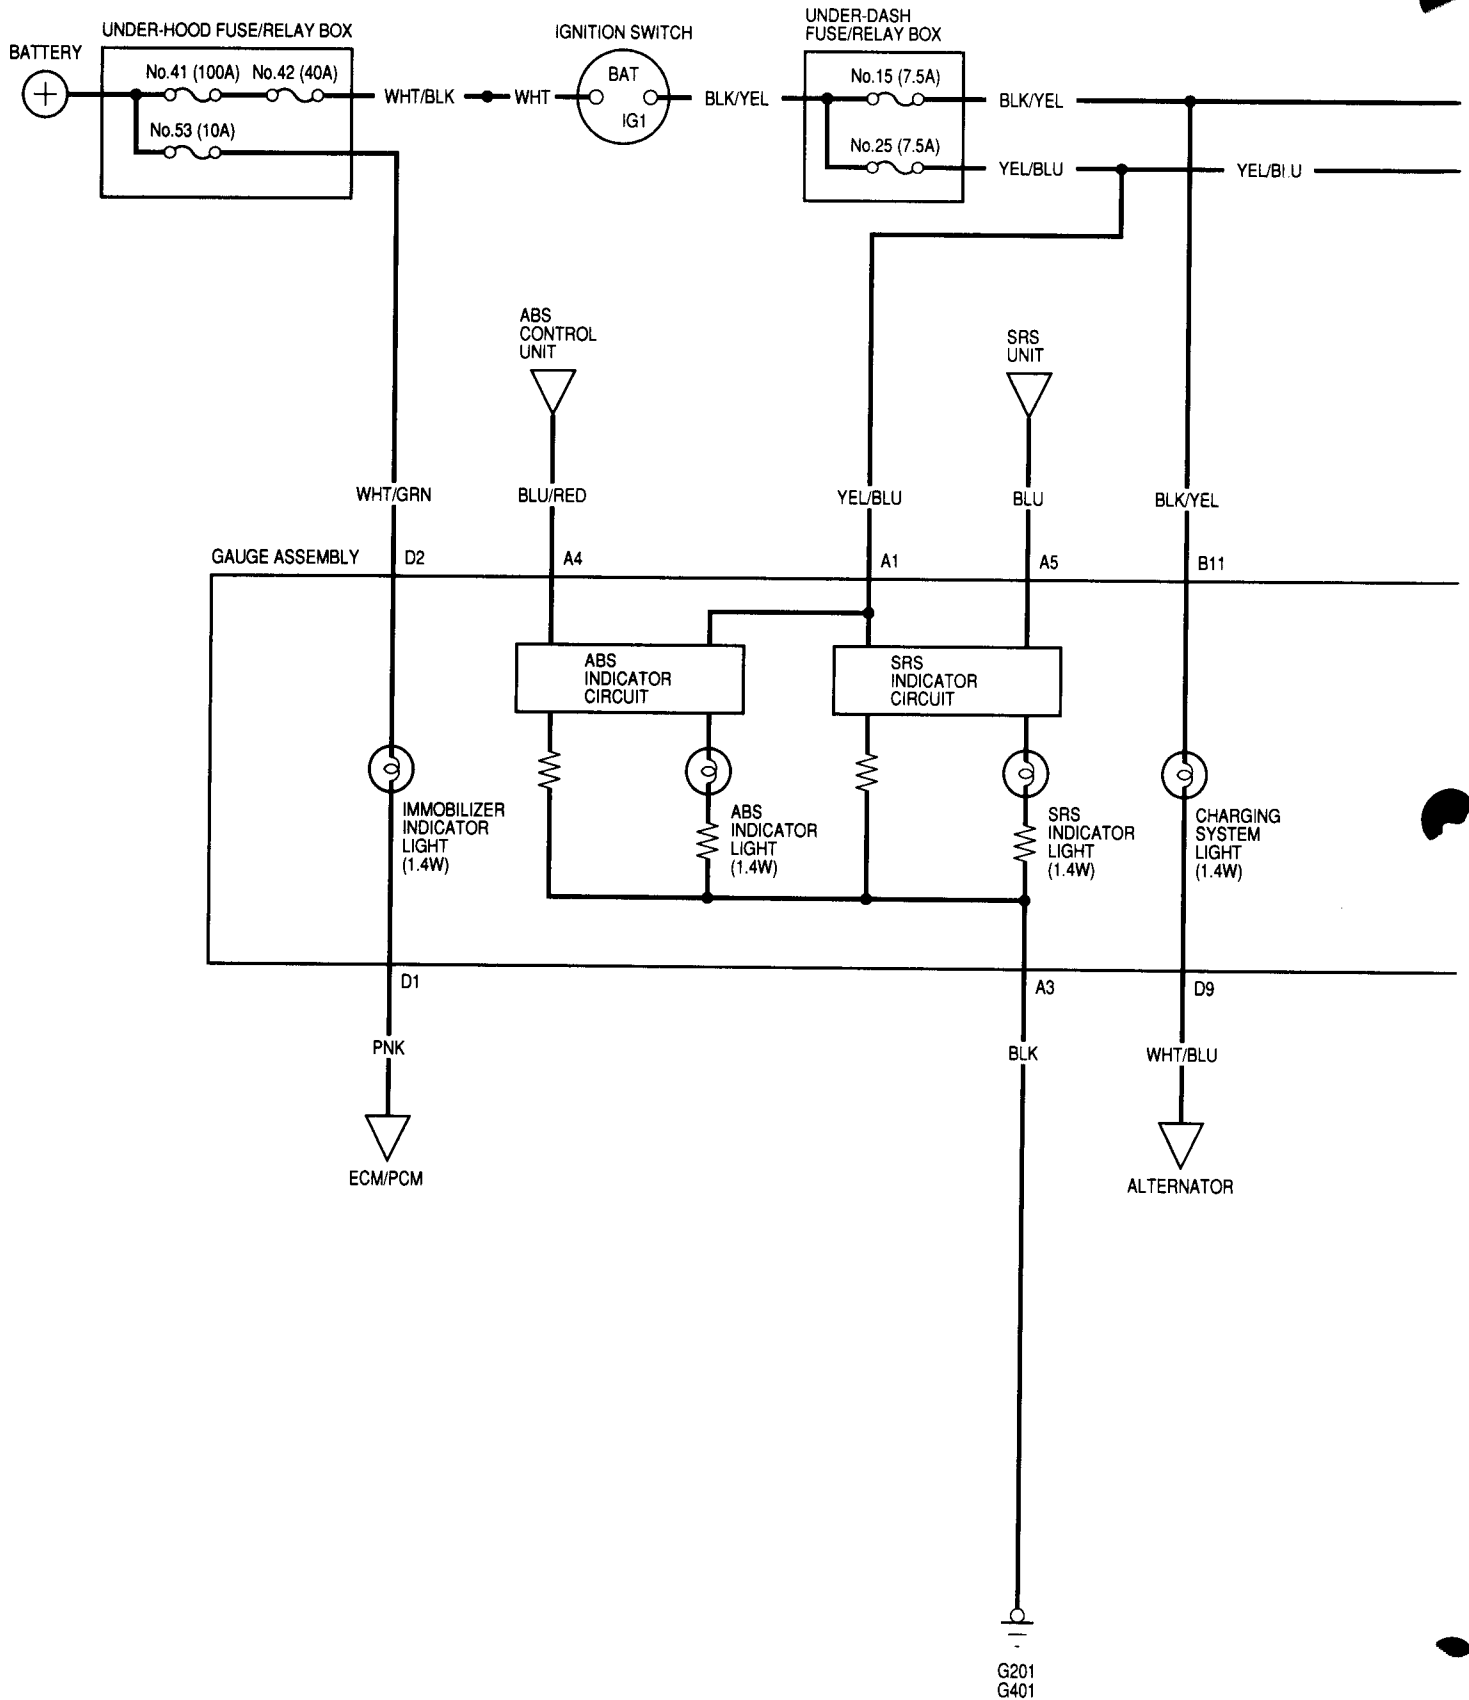 UNDER-DASH
FUSE/RELAY BOX
UNDER-HOOD FUSE/RELAY BOX
IGNITION SWITCH
BATTERY
No.41 (100A) No.42 (40A)
BAT
No.15 (7.5A)
WHT/BLK
WHT
BLK/YEL
BLK/YEL
IG1
No.53 (10A)
No.25 (7.5A)
YEL/BLU
YEL/BLU
ABS
CONTROL
UNIT
SRS
UNIT
WHT/GRN
BLU/RED
YEL/BLU
BLU
BLK/YEL
GAUGE ASSEMBLY
D2
A4
A1
A5
B11
ABS
INDICATOR
CIRCUIT
SRS
INDICATOR
CIRCUIT
IMMOBILIZER
INDICATOR
LIGHT
(1.4W)
ABS
INDICATOR
LIGHT
(1.4W)
SRS
INDICATOR
LIGHT
(1.4W)
CHARGING
SYSTEM
LIGHT
(1.4W)
D1
A3
D9
PNK
BLK
WHT/BLU
ECM/PCM
ALTERNATOR
G201
G401